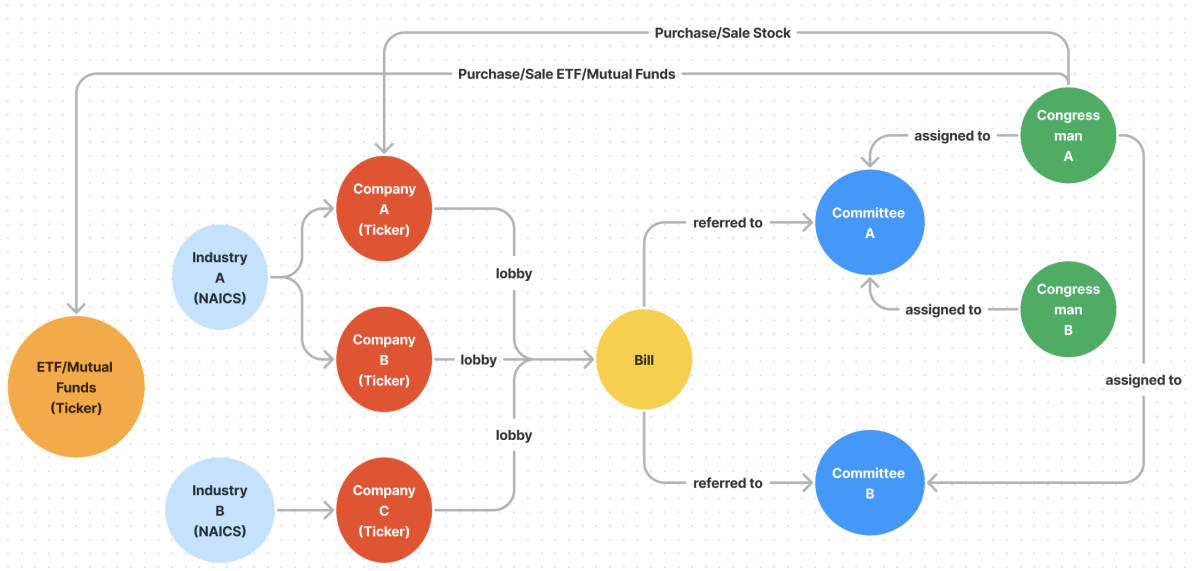 Purchase/Sale Stock
Purchase/Sale ETF/Mutual Funds
Congress
man
A
assigned to
Company
A
(Ticker)
Committee
A
referred to
Industry
A
(NAICS)
lobby
Congress
man
B
assigned to
Company
B
(Ticker)
lobby
Bill
ETF/Mutual
Funds
(Ticker)
assigned to
lobby
Industry
B
(NAICS)
Company
C
(Ticker)
referred to
Committee
B